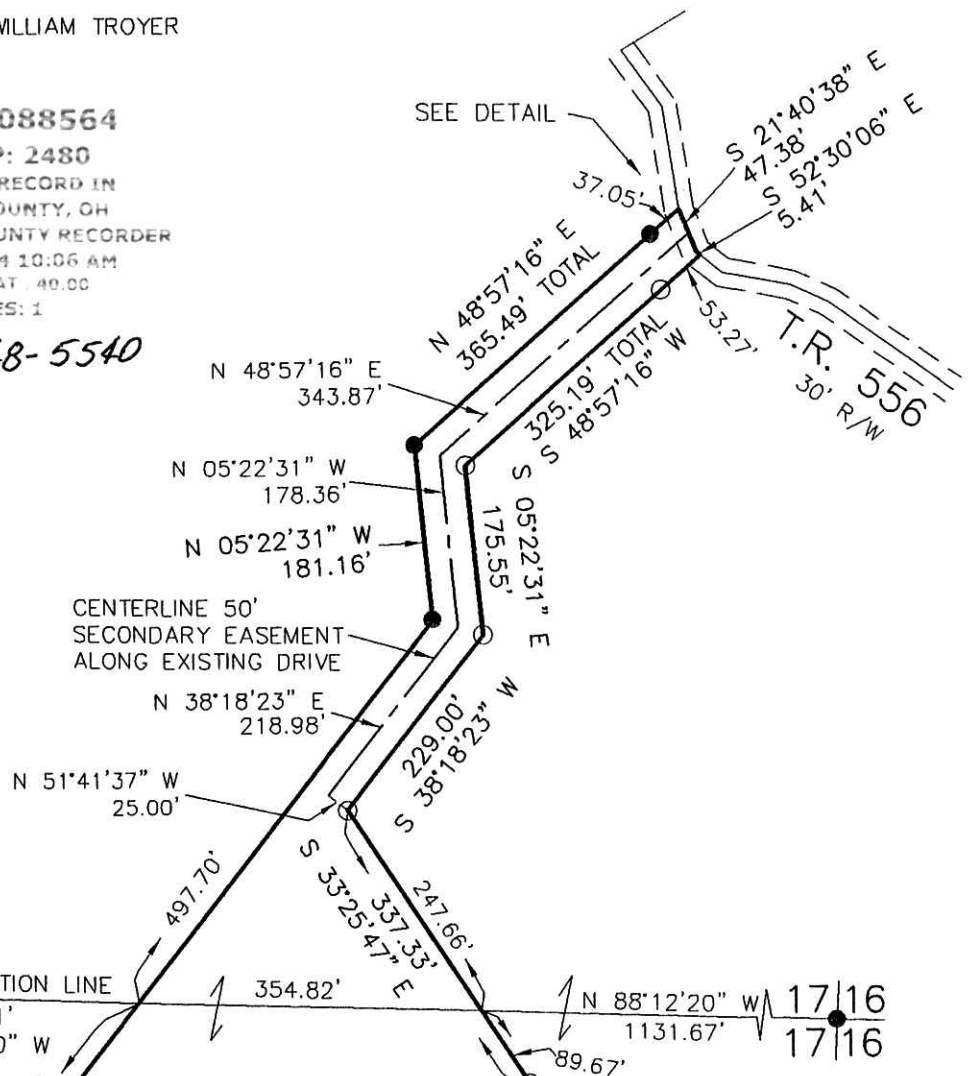 WILLIAM TROYER
088564
P: 2480
RECORD IN
OUNTY, OH
UNTY RECORDER
4 10:06 AM
AT 40.00
ES: 1
8-5540
SEE DETAIL
S 21°40'38" E
47.38'
S 52°30'06" E
5.41'
37.05'
N 48°57'16" E
365.49' TOTAL
N 48°57'16" E
343.87'
325.19' TOTAL
S 48°57'16" W
53.27'
T.R. 556
30' R/W
N 05°22'31" W
178.36'
N 05°22'31" W
181.16'
S 05°22'31" E
175.55'
CENTERLINE 50'
SECONDARY EASEMENT
ALONG EXISTING DRIVE
N 38°18'23" E
218.98'
229.00'
S 38°18'23" W
N 51°41'37" W
25.00'
497.70'
247.66'
337.33'
S 33°25'47" E
TION LINE
354.82'
N 88°12'20" W
1131.67'
17 16
17 16
0" W
89.67'